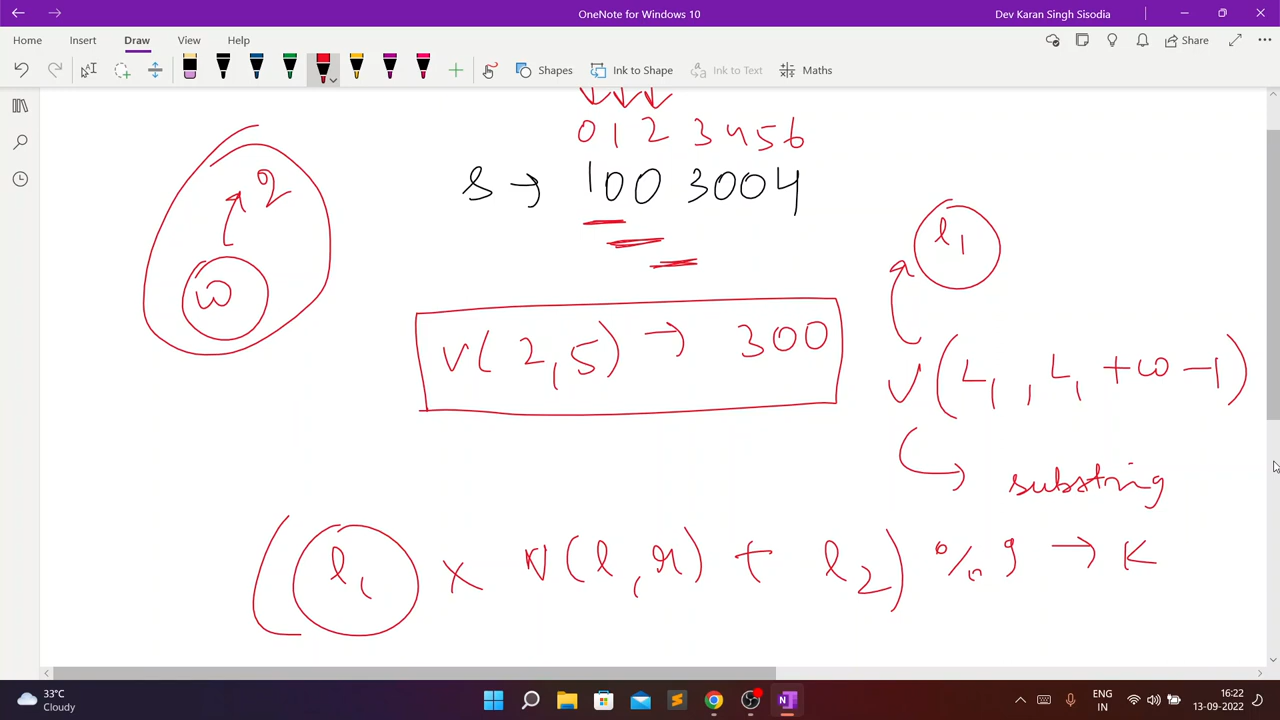 OneNote for Windows 10
Dev Karan Singh Sisodia
Home Insert Draw View Help
Share
Shapes
Ink to Shape
Ink to Text
Maths
0 1 2 3 4 5 6
s → 1003004
2
w
l1
v(2,5) → 300
v(L1, L1+w-1)
substring
(l1 x v(l,r) + l2) % 9 → K
33°C
Cloudy
ENG
IN
16:22
13-09-2022